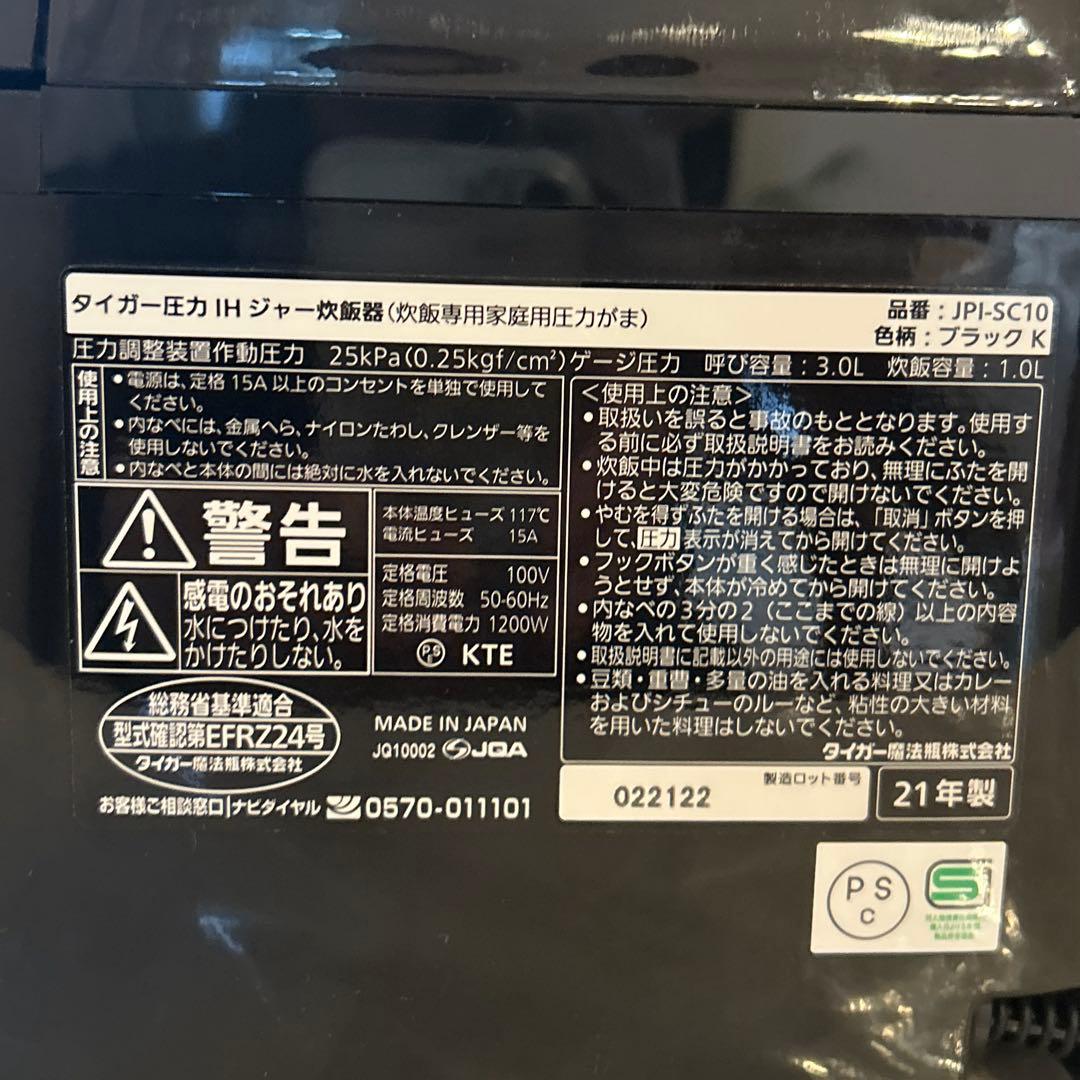 タイガー圧力IHジャー炊飯器(炊飯専用家庭用圧力がま)
品番：JPI-SC10
色柄：ブラックK
圧力調整装置作動圧力 25kPa(0.25kgf/cm²)ゲージ圧力 呼び容量：3.0L 炊飯容量：1.0L
使用上の注意
●電源は、定格15A以上のコンセントを単独で使用して
ください。
●内なべには、金属へら、ナイロンたわし、クレンザー等を
使用しないでください。
●内なべと本体の間には絶対に水を入れないでください。
警告
感電のおそれあり
水につけたり、水を
かけたりしない。
本体温度ヒューズ 117℃
電流ヒューズ 15A
定格電圧 100V
定格周波数 50-60Hz
定格消費電力 1200W
PSE KTE
総務省基準適合
型式確認第EFRZ24号
タイガー魔法瓶株式会社
MADE IN JAPAN
JQ10002 JQA
お客様ご相談窓口 ナビダイヤル 0570-011101
＜使用上の注意＞
●取扱いを誤ると事故のもととなります。使用す
る前に必ず取扱説明書をお読みください。
●炊飯中は圧力がかかっており、無理にふたを開
けると大変危険ですので開けないでください。
●やむを得ずふたを開ける場合は、「取消」ボタンを押
して、圧力表示が消えてから開けてください。
●フックボタンが重く感じたときは無理に開けよ
うとせず、本体が冷めてから開けてください。
●内なべの3分の2（ここまでの線）以上の内容
物を入れて使用しないでください。
●取扱説明書に記載以外の用途には使用しないでください。
●豆類・重曹・多量の油を入れる料理又はカレー
およびシチューのルーなど、粘性の大きい材料
を用いた料理はしないでください。
タイガー魔法瓶株式会社
製造ロット番号
022122
21年製
PS
C
S